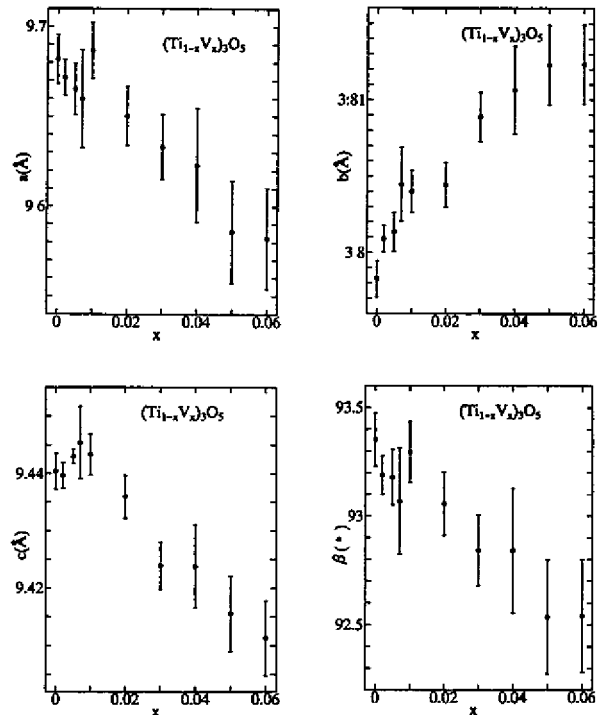 (Ti1-xVx)3O5
9.7
a(Å)
9.6
0 0.02 0.04 0.06
x
(Ti1-xVx)3O5
3.81
b(Å)
3.8
0 0.02 0.04 0.06
x
(Ti1-xVx)3O5
9.44
c(Å)
9.42
0 0.02 0.04 0.06
x
93.5
(Ti1-xVx)3O5
93
β(°)
92.5
0 0.02 0.04 0.06
x